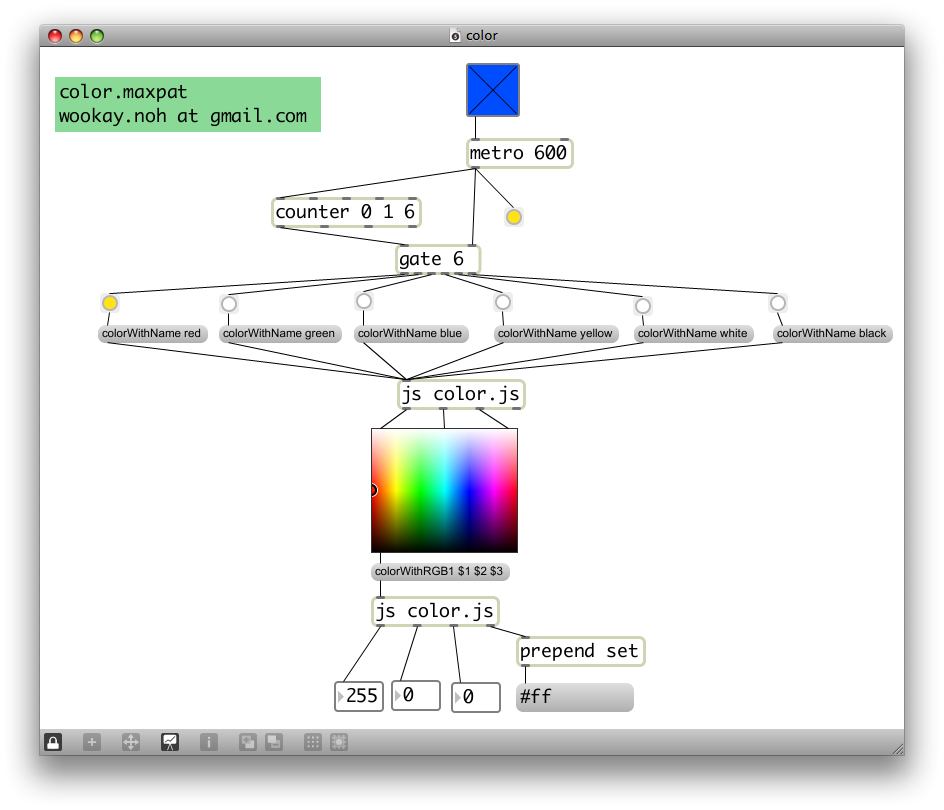 color
color.maxpat
wookay.noh at gmail.com
metro 600
counter 0 1 6
gate 6
colorWithName red
colorWithName green
colorWithName blue
colorWithName yellow
colorWithName white
colorWithName black
js color.js
colorWithRGB1 $1 $2 $3
js color.js
prepend set
255
0
0
#ff